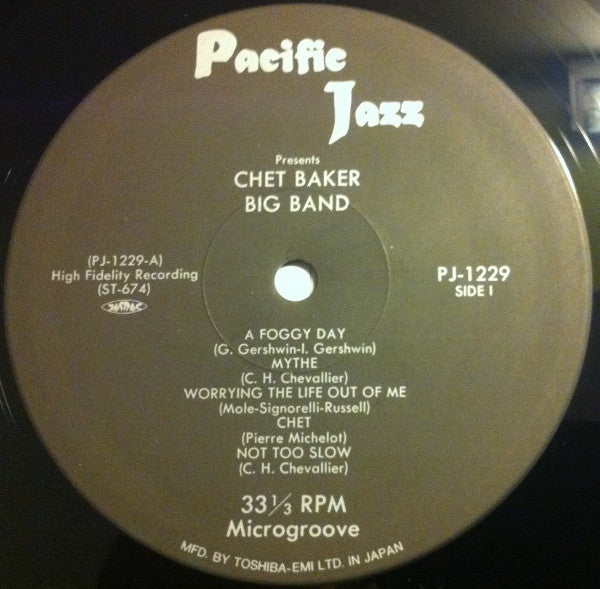 Pacific
Jazz
Presents
CHET BAKER
BIG BAND
(PJ-1229-A)
High Fidelity Recording
(ST-674)
PJ-1229
SIDE I
A FOGGY DAY
(G. Gershwin-I. Gershwin)
MYTHE
(C. H. Chevallier)
WORRYING THE LIFE OUT OF ME
(Mole-Signorelli-Russell)
CHET
(Pierre Michelot)
NOT TOO SLOW
(C. H. Chevallier)
33 1/3 RPM
Microgroove
MFD. BY TOSHIBA-EMI LTD. IN JAPAN